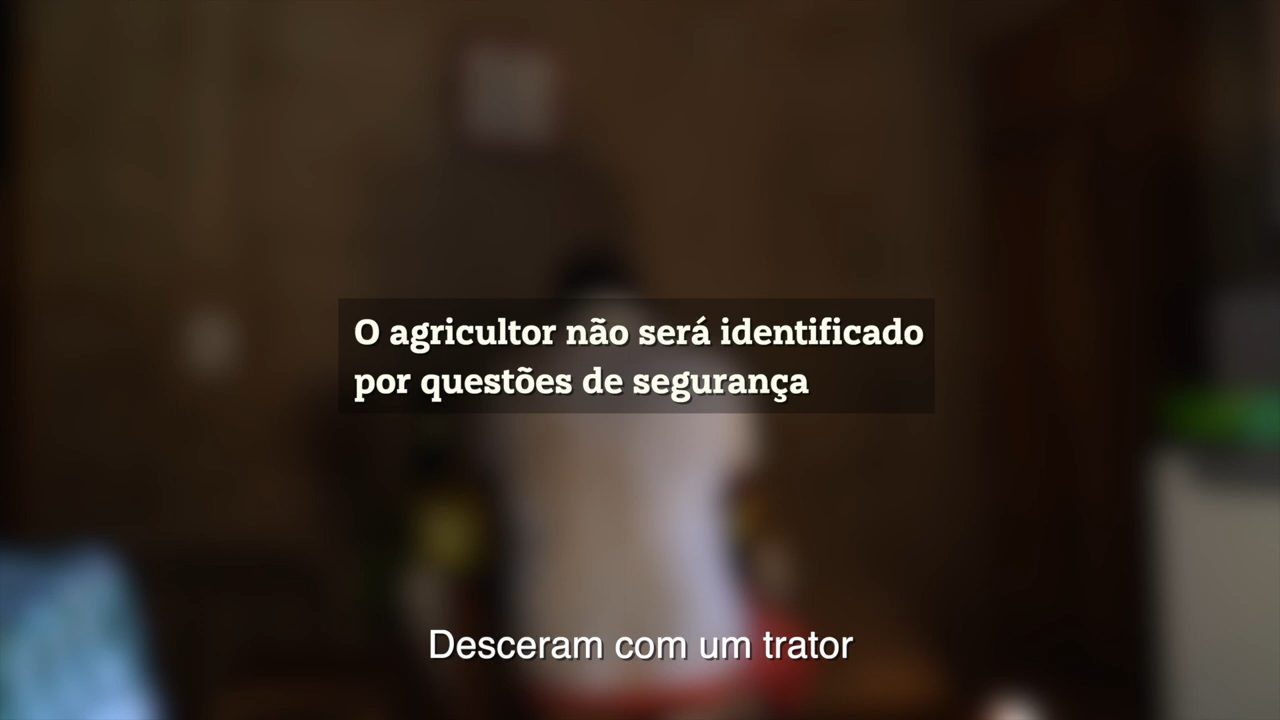 O agricultor não será identificado
por questões de segurança
Desceram com um trator